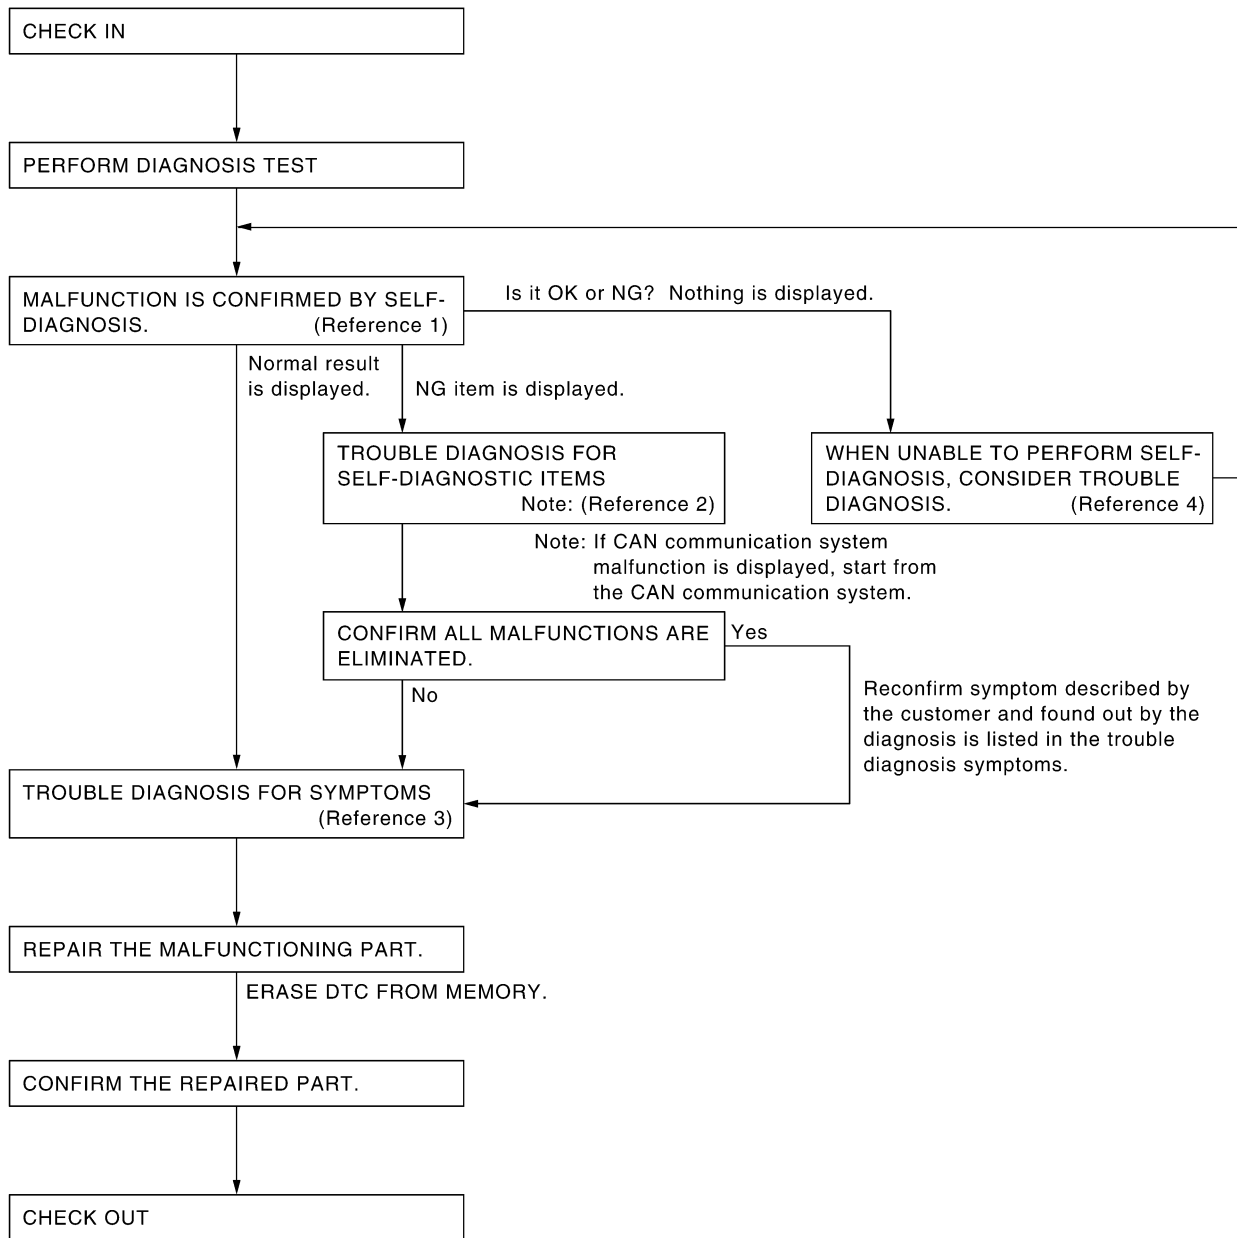 CHECK IN
PERFORM DIAGNOSIS TEST
MALFUNCTION IS CONFIRMED BY SELF-
DIAGNOSIS. (Reference 1)
Is it OK or NG? Nothing is displayed.
Normal result
is displayed.
NG item is displayed.
TROUBLE DIAGNOSIS FOR
SELF-DIAGNOSTIC ITEMS
Note: (Reference 2)
WHEN UNABLE TO PERFORM SELF-
DIAGNOSIS, CONSIDER TROUBLE
DIAGNOSIS. (Reference 4)
Note: If CAN communication system
malfunction is displayed, start from
the CAN communication system.
CONFIRM ALL MALFUNCTIONS ARE
ELIMINATED.
Yes
No
Reconfirm symptom described by
the customer and found out by the
diagnosis is listed in the trouble
diagnosis symptoms.
TROUBLE DIAGNOSIS FOR SYMPTOMS
(Reference 3)
REPAIR THE MALFUNCTIONING PART.
ERASE DTC FROM MEMORY.
CONFIRM THE REPAIRED PART.
CHECK OUT